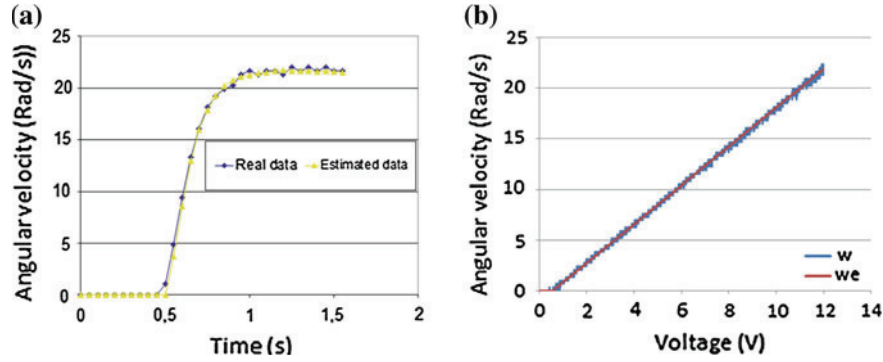 (a)
Angular velocity (Rad/s))
25
20
15
10
5
0
0
0,5
1
1,5
2
Time (s)
Real data
Estimated data
(b)
Angular velocity (Rad/s)
25
20
15
10
5
0
0 2 4 6 8 10 12 14
Voltage (V)
w
we